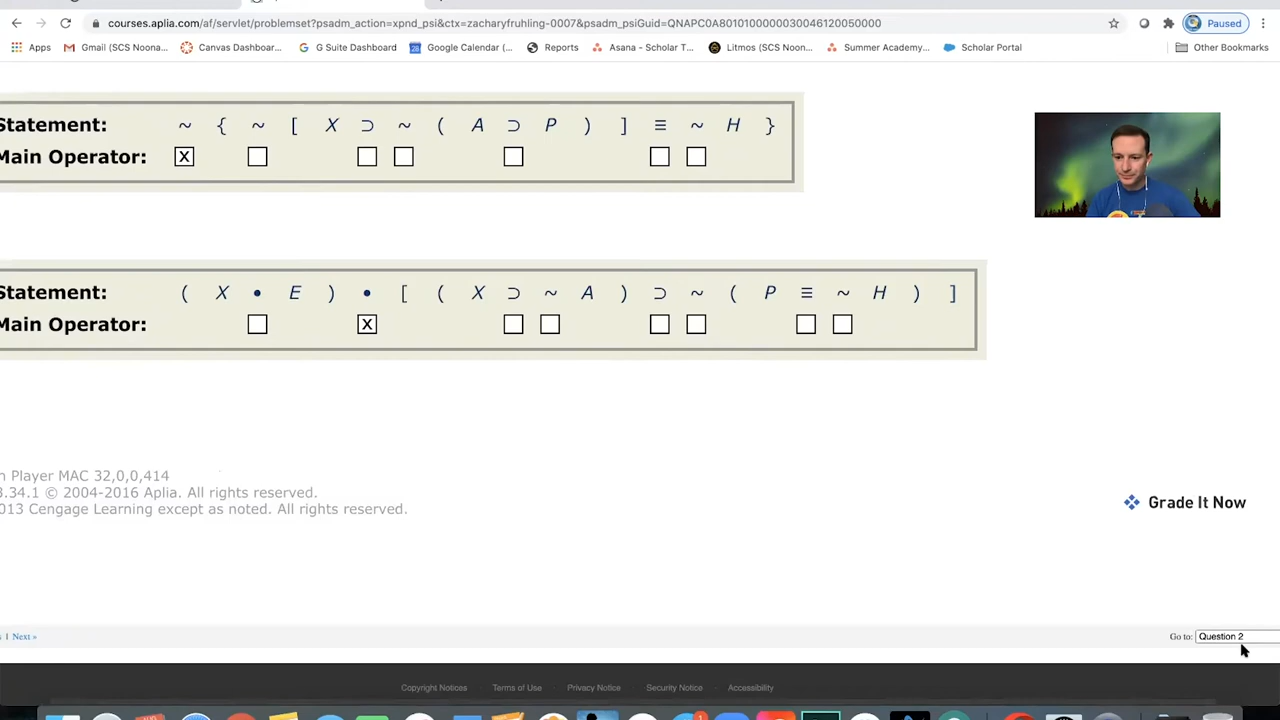 courses.aplia.com/af/servlet/problemset?psadm_action=xpnd_psi&ctx=zacharyfruhling-0007&psadm_psiGuid=QNAPC0A8010100000030046120050000
Paused
Apps Gmail (SCS Noona... Canvas Dashboar... G Suite Dashboard Google Calendar (... Reports Asana - Scholar T... Litmos (SCS Noon... Summer Academy... Scholar Portal Other Bookmarks
Statement: ~ { ~ [ X ⊃ ~ ( A ⊃ P ) ] ≡ ~ H }
Main Operator: X
Statement: ( X • E ) • [ ( X ⊃ ~ A ) ⊃ ~ ( P ≡ ~ H ) ]
Main Operator: X
n Player MAC 32,0,0,414
3.34.1 © 2004-2016 Aplia. All rights reserved.
013 Cengage Learning except as noted. All rights reserved.
Grade It Now
| Next »
Go to: Question 2
Copyright Notices Terms of Use Privacy Notice Security Notice Accessibility